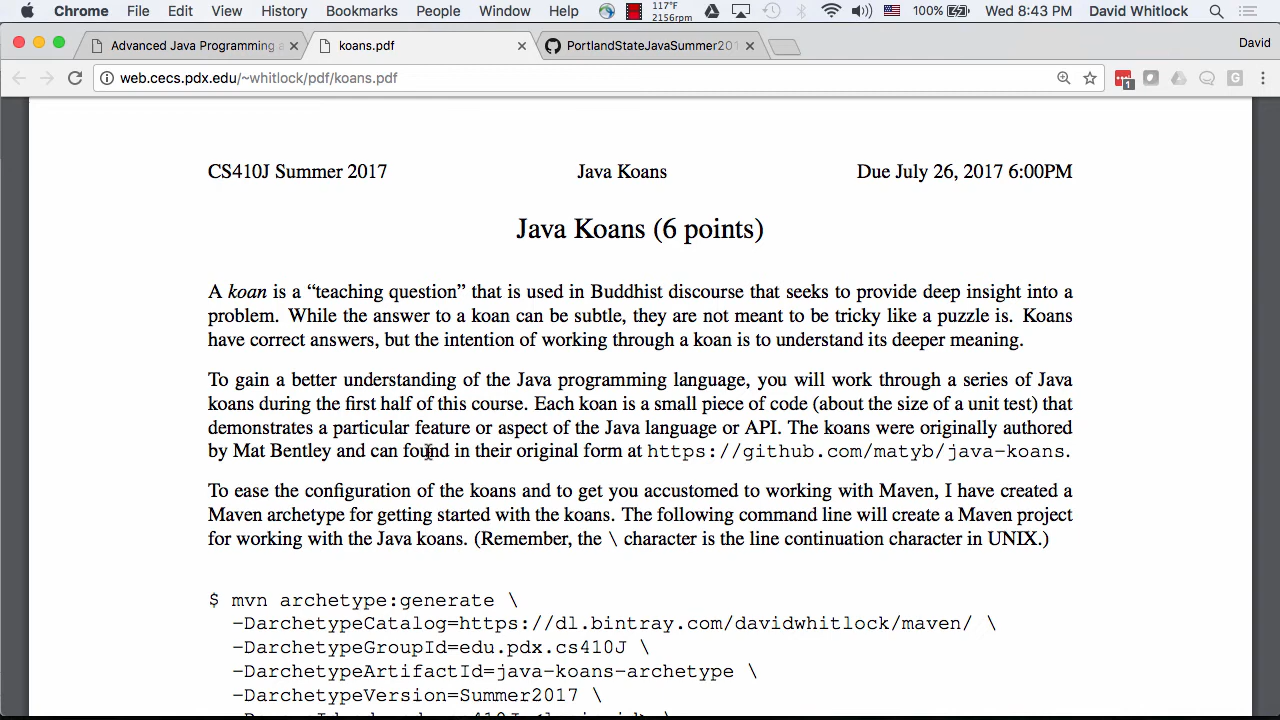 Chrome File Edit View History Bookmarks People Window Help 117°F 2156rpm 100% Wed 8:43 PM David Whitlock
Advanced Java Programming a
koans.pdf
PortlandStateJavaSummer201
David
web.cecs.pdx.edu/~whitlock/pdf/koans.pdf
1
G
CS410J Summer 2017 Java Koans Due July 26, 2017 6:00PM
Java Koans (6 points)
A koan is a “teaching question” that is used in Buddhist discourse that seeks to provide deep insight into a
problem. While the answer to a koan can be subtle, they are not meant to be tricky like a puzzle is. Koans
have correct answers, but the intention of working through a koan is to understand its deeper meaning.
To gain a better understanding of the Java programming language, you will work through a series of Java
koans during the first half of this course. Each koan is a small piece of code (about the size of a unit test) that
demonstrates a particular feature or aspect of the Java language or API. The koans were originally authored
by Mat Bentley and can found in their original form at https://github.com/matyb/java-koans.
To ease the configuration of the koans and to get you accustomed to working with Maven, I have created a
Maven archetype for getting started with the koans. The following command line will create a Maven project
for working with the Java koans. (Remember, the \ character is the line continuation character in UNIX.)
$ mvn archetype:generate \
-DarchetypeCatalog=https://dl.bintray.com/davidwhitlock/maven/ \
-DarchetypeGroupId=edu.pdx.cs410J \
-DarchetypeArtifactId=java-koans-archetype \
-DarchetypeVersion=Summer2017 \